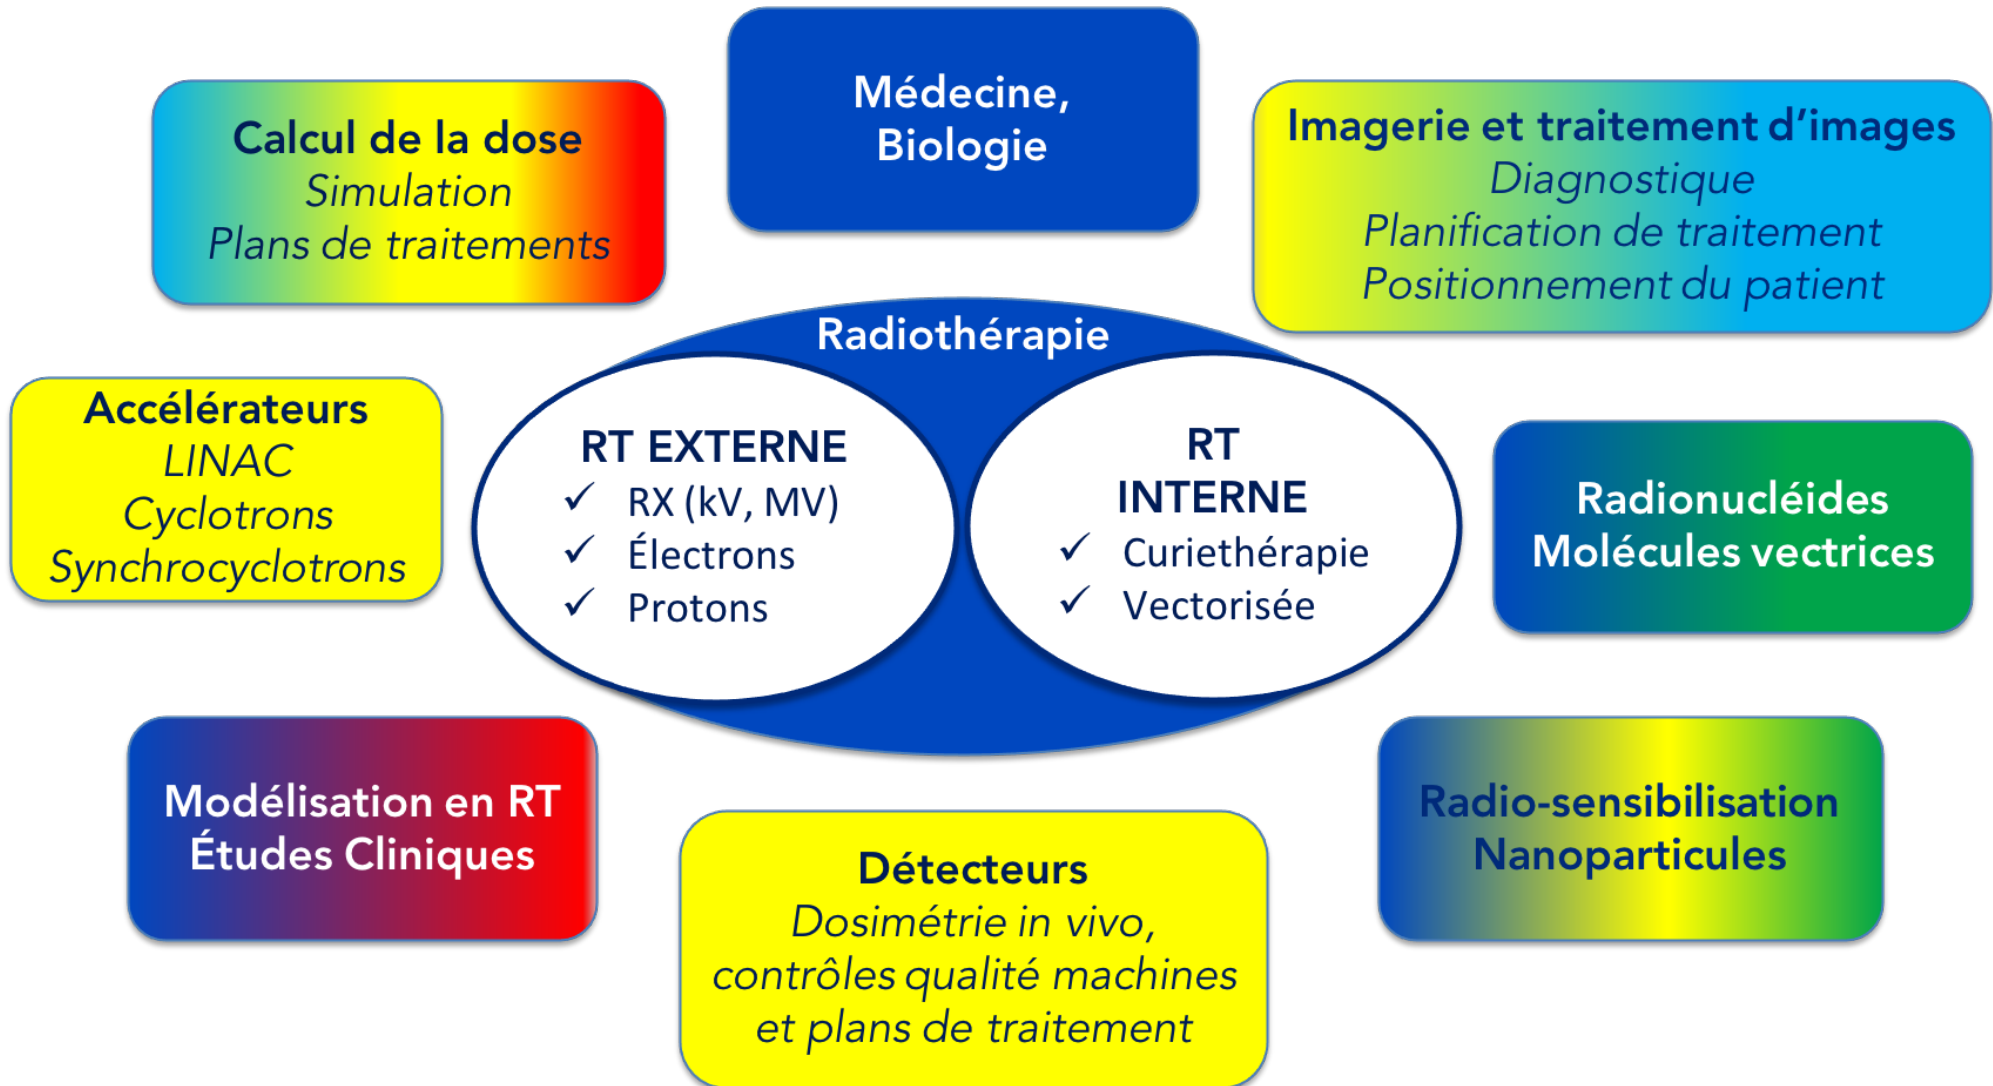 Médecine,
Biologie
Calcul de la dose
Simulation
Plans de traitements
Imagerie et traitement d’images
Diagnostique
Planification de traitement
Positionnement du patient
Radiothérapie
Accélérateurs
LINAC
Cyclotrons
Synchrocyclotrons
RT EXTERNE
✓ RX (kV, MV)
✓ Électrons
✓ Protons
RT
INTERNE
✓ Curiethérapie
✓ Vectorisée
Radionucléides
Molécules vectrices
Modélisation en RT
Études Cliniques
Détecteurs
Dosimétrie in vivo,
contrôles qualité machines
et plans de traitement
Radio-sensibilisation
Nanoparticules